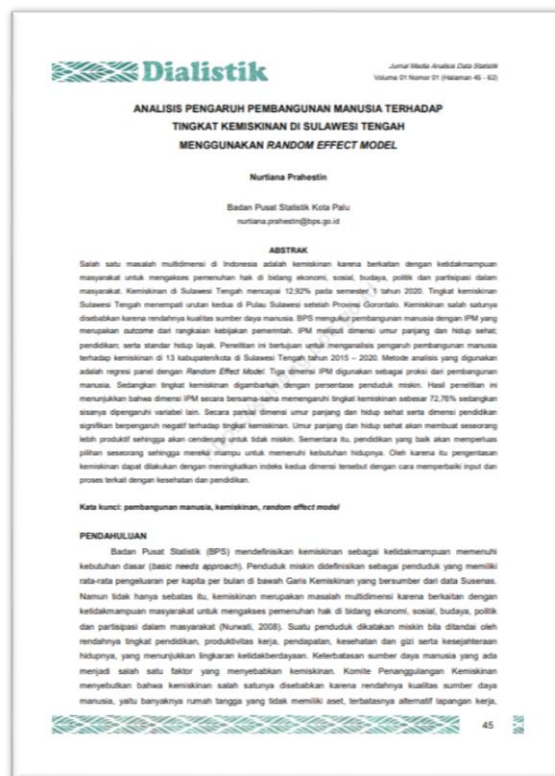 Dialistik
Jurnal Media Analisis Data Statistik
Volume 01 Nomor 01 (Halaman 45 - 62)
ANALISIS PENGARUH PEMBANGUNAN MANUSIA TERHADAP
TINGKAT KEMISKINAN DI SULAWESI TENGAH
MENGGUNAKAN RANDOM EFFECT MODEL
Nurtiana Prahestin
Badan Pusat Statistik Kota Palu
nurtiana.prahestin@bps.go.id
ABSTRAK
Salah satu masalah multidimensi di Indonesia adalah kemiskinan karena berkaitan dengan ketidakmampuan
masyarakat untuk mengakses pemenuhan hak di bidang ekonomi, sosial, budaya, politik dan partisipasi dalam
masyarakat. Kemiskinan di Sulawesi Tengah mencapai 12,92% pada semester 1 tahun 2020. Tingkat kemiskinan
Sulawesi Tengah menempati urutan kedua di Pulau Sulawesi setelah Provinsi Gorontalo. Kemiskinan salah satunya
disebabkan karena rendahnya kualitas sumber daya manusia. BPS mengukur pembangunan manusia dengan IPM yang
merupakan outcome dari rangkaian kebijakan pemerintah. IPM meliputi dimensi umur panjang dan hidup sehat;
pendidikan; serta standar hidup layak. Penelitian ini bertujuan untuk menganalisis pengaruh pembangunan manusia
terhadap kemiskinan di 13 kabupaten/kota di Sulawesi Tengah tahun 2015 – 2020. Metode analisis yang digunakan
adalah regresi panel dengan Random Effect Model. Tiga dimensi IPM digunakan sebagai proksi dari pembangunan
manusia. Sedangkan tingkat kemiskinan digambarkan dengan persentase penduduk miskin. Hasil penelitian ini
menunjukkan bahwa dimensi IPM secara bersama-sama memengaruhi tingkat kemiskinan sebesar 72,76% sedangkan
sisanya dipengaruhi variabel lain. Secara parsial dimensi umur panjang dan hidup sehat serta dimensi pendidikan
signifikan berpengaruh negatif terhadap tingkat kemiskinan. Umur panjang dan hidup sehat akan membuat seseorang
lebih produktif sehingga akan cenderung untuk tidak miskin. Sementara itu, pendidikan yang baik akan memperluas
pilihan seseorang sehingga mereka mampu untuk memenuhi kebutuhan hidupnya. Oleh karena itu pengentasan
kemiskinan dapat dilakukan dengan meningkatkan indeks kedua dimensi tersebut dengan cara memperbaiki input dan
proses terkait dengan kesehatan dan pendidikan.
Kata kunci: pembangunan manusia, kemiskinan, random effect model
PENDAHULUAN
Badan Pusat Statistik (BPS) mendefinisikan kemiskinan sebagai ketidakmampuan memenuhi
kebutuhan dasar (basic needs approach). Penduduk miskin didefinisikan sebagai penduduk yang memiliki
rata-rata pengeluaran per kapita per bulan di bawah Garis Kemiskinan yang bersumber dari data Susenas.
Namun tidak hanya sebatas itu, kemiskinan merupakan masalah multidimensi karena berkaitan dengan
ketidakmampuan masyarakat untuk mengakses pemenuhan hak di bidang ekonomi, sosial, budaya, politik
dan partisipasi dalam masyarakat (Nurwati, 2008). Suatu penduduk dikatakan miskin bila ditandai oleh
rendahnya tingkat pendidikan, produktivitas kerja, pendapatan, kesehatan dan gizi serta kesejahteraan
hidupnya, yang menunjukkan lingkaran ketidakberdayaan. Keterbatasan sumber daya manusia yang ada
menjadi salah satu faktor yang menyebabkan kemiskinan. Komite Penanggulangan Kemiskinan
menyebutkan bahwa kemiskinan salah satunya disebabkan karena rendahnya kualitas sumber daya
manusia, yaitu banyaknya rumah tangga yang tidak memiliki aset, terbatasnya alternatif lapangan kerja,
45